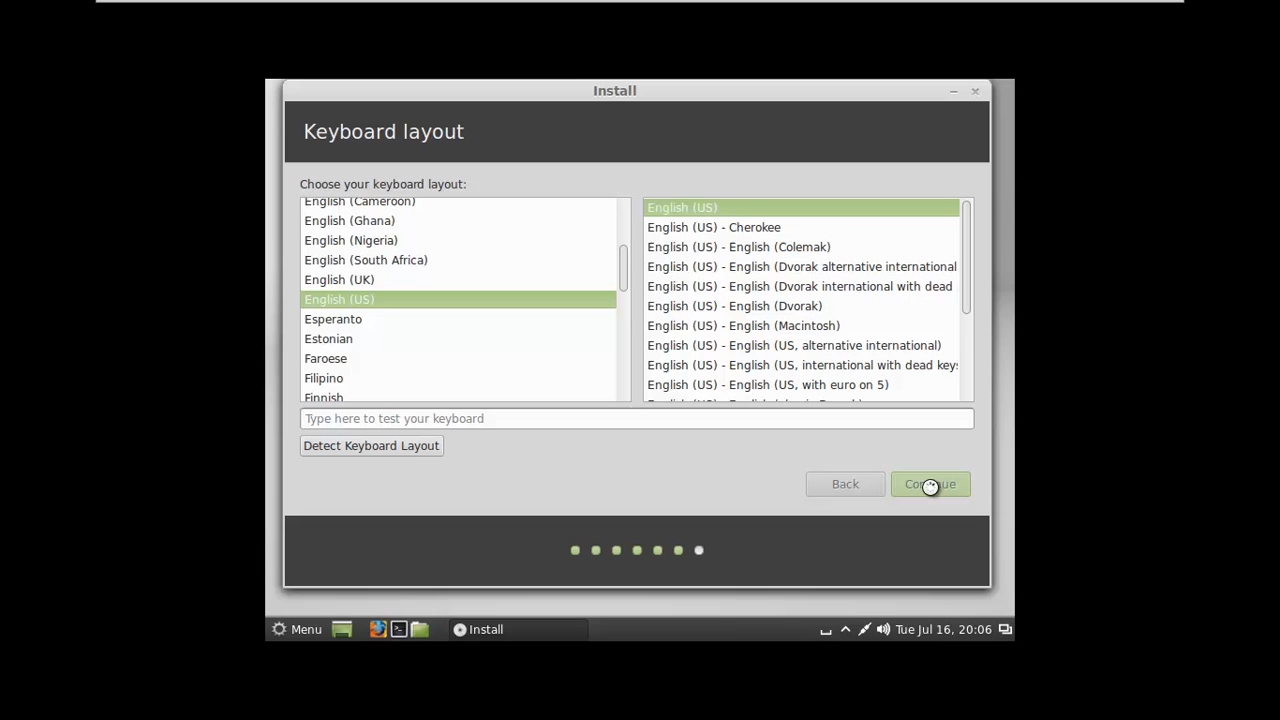 Install
Keyboard layout
Choose your keyboard layout:
English (Cameroon)
English (Ghana)
English (Nigeria)
English (South Africa)
English (UK)
English (US)
Esperanto
Estonian
Faroese
Filipino
Finnish
English (US)
English (US) - Cherokee
English (US) - English (Colemak)
English (US) - English (Dvorak alternative international
English (US) - English (Dvorak international with dead
English (US) - English (Dvorak)
English (US) - English (Macintosh)
English (US) - English (US, alternative international)
English (US) - English (US, international with dead keys
English (US) - English (US, with euro on 5)
Type here to test your keyboard
Detect Keyboard Layout
Back
Continue
Menu
Install
Tue Jul 16, 20:06